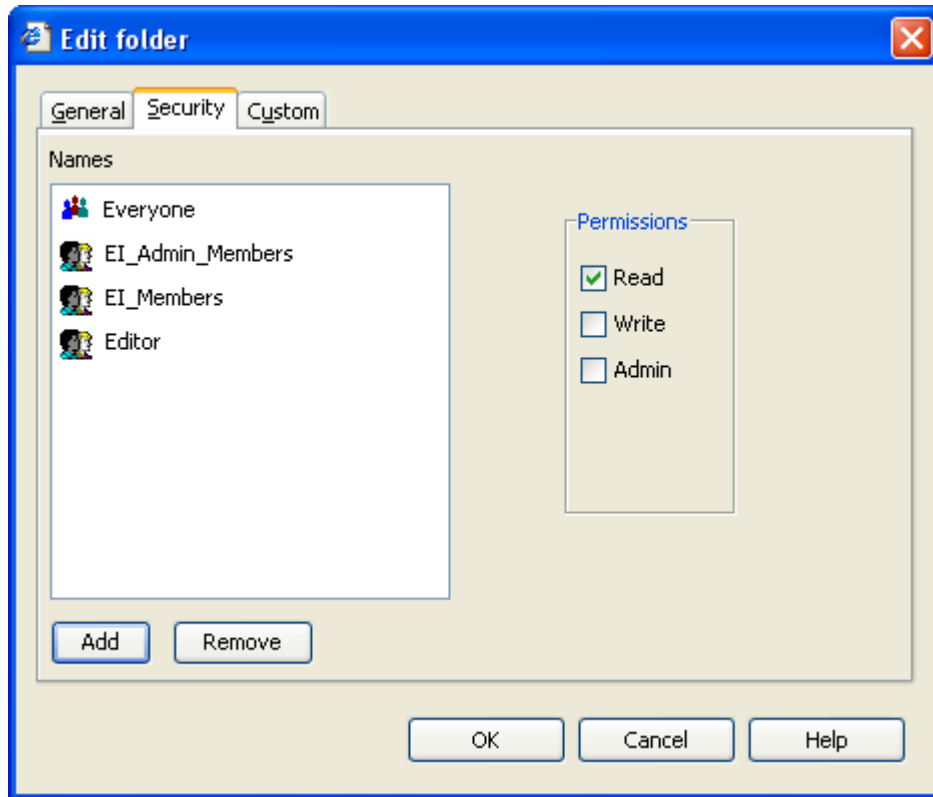 Edit folder
General Security Custom
Names
Everyone
EI_Admin_Members
EI_Members
Editor
Permissions
Read
Write
Admin
Add Remove
OK Cancel Help